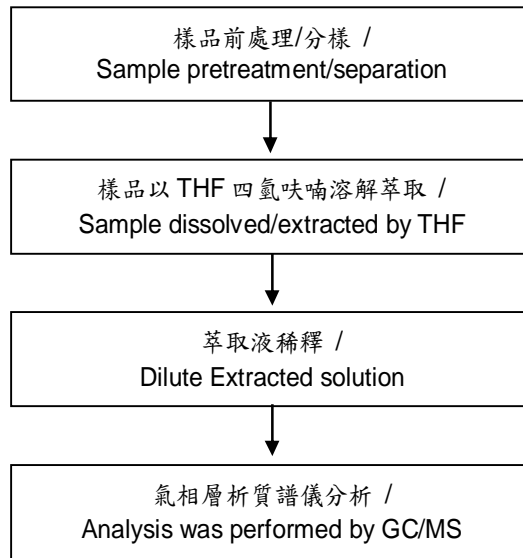 樣品前處理/分樣 /
Sample pretreatment/separation
樣品以 THF 四氫呋喃溶解萃取 /
Sample dissolved/extracted by THF
萃取液稀釋 /
Dilute Extracted solution
氣相層析質譜儀分析 /
Analysis was performed by GC/MS